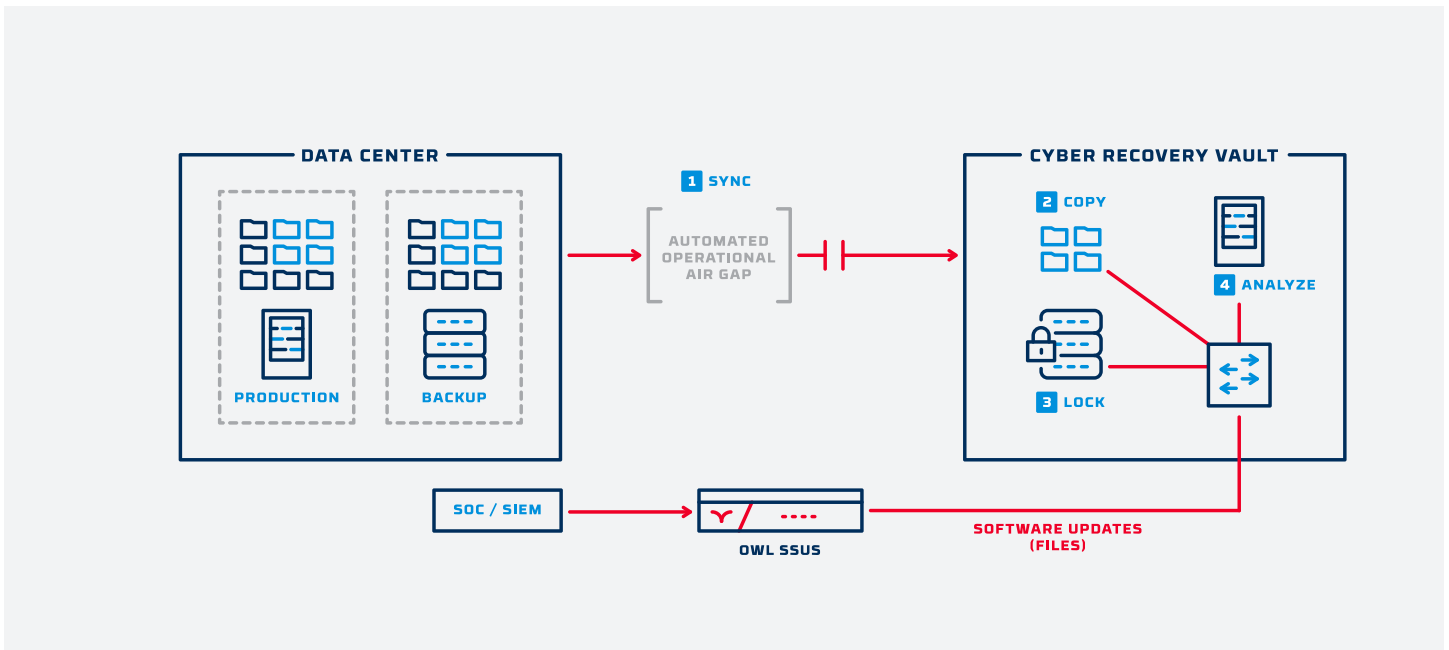 DATA CENTER
PRODUCTION
BACKUP
1 SYNC
AUTOMATED
OPERATIONAL
AIR GAP
CYBER RECOVERY VAULT
2 COPY
4 ANALYZE
3 LOCK
SOC / SIEM
OWL SSUS
SOFTWARE UPDATES
(FILES)